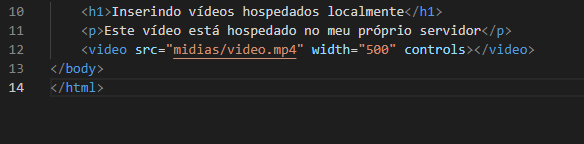 10 <h1>Inserindo vídeos hospedados localmente</h1>
11 <p>Este vídeo está hospedado no meu próprio servidor</p>
12 <video src="midias/video.mp4" width="500" controls></video>
13 </body>
14 </html>